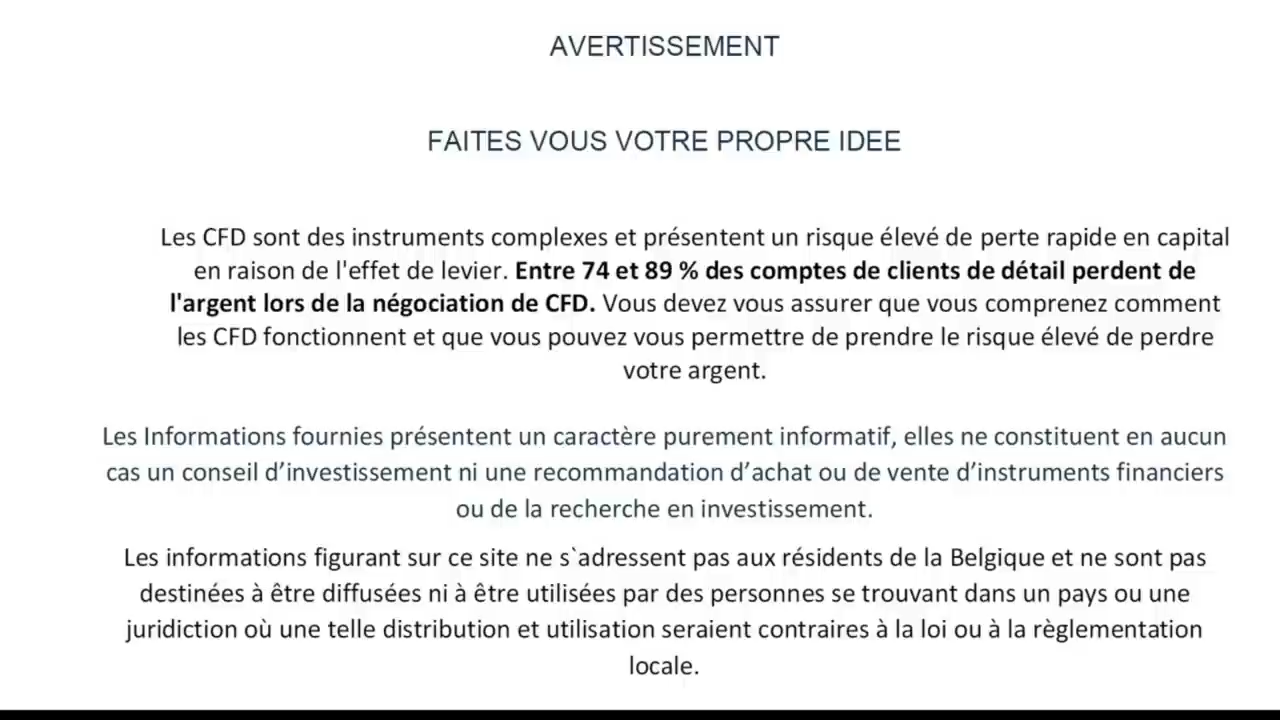 AVERTISSEMENT
FAITES VOUS VOTRE PROPRE IDEE
Les CFD sont des instruments complexes et présentent un risque élevé de perte rapide en capital
en raison de l'effet de levier. Entre 74 et 89 % des comptes de clients de détail perdent de
l'argent lors de la négociation de CFD. Vous devez vous assurer que vous comprenez comment
les CFD fonctionnent et que vous pouvez vous permettre de prendre le risque élevé de perdre
votre argent.
Les Informations fournies présentent un caractère purement informatif, elles ne constituent en aucun
cas un conseil d’investissement ni une recommandation d’achat ou de vente d’instruments financiers
ou de la recherche en investissement.
Les informations figurant sur ce site ne s`adressent pas aux résidents de la Belgique et ne sont pas
destinées à être diffusées ni à être utilisées par des personnes se trouvant dans un pays ou une
juridiction où une telle distribution et utilisation seraient contraires à la loi ou à la règlementation
locale.